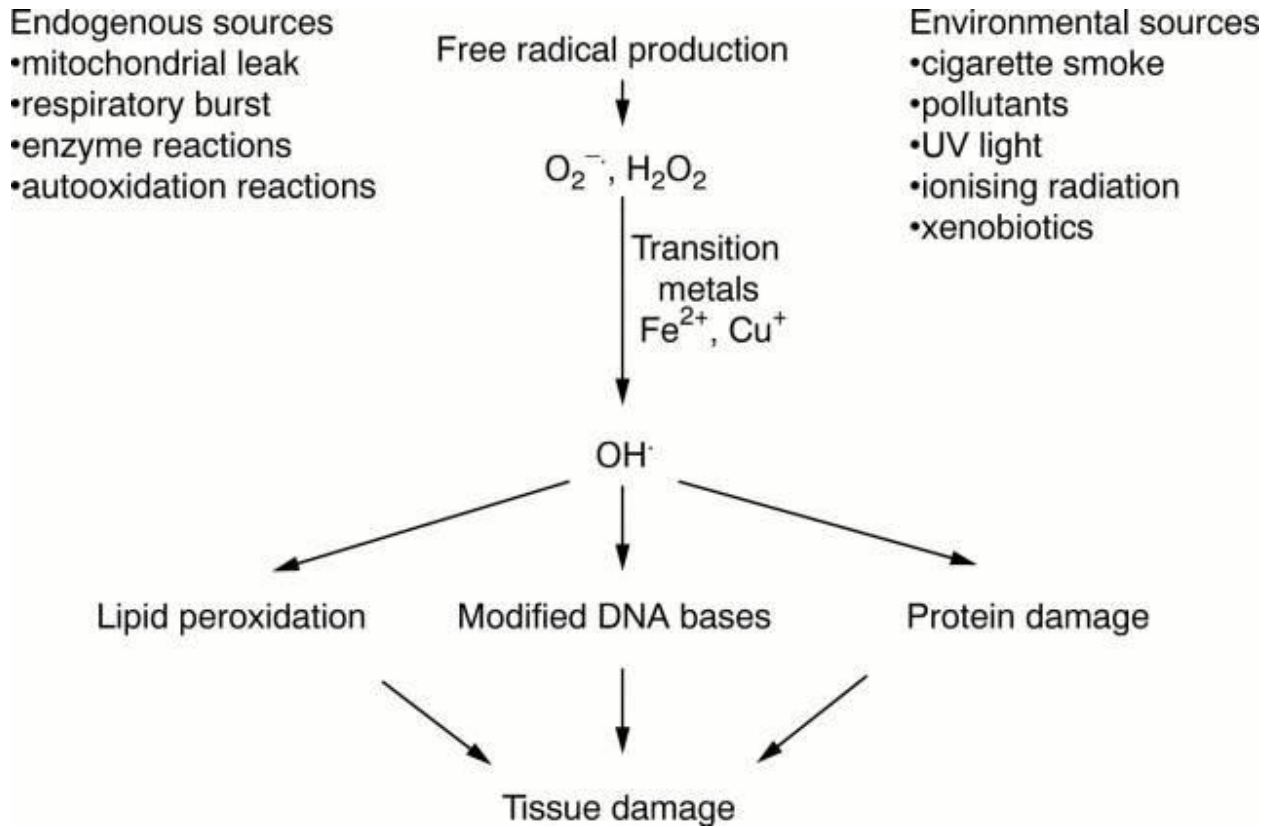 Endogenous sources
•mitochondrial leak
•respiratory burst
•enzyme reactions
•autooxidation reactions
Free radical production
Environmental sources
•cigarette smoke
•pollutants
•UV light
•ionising radiation
•xenobiotics
O₂⁻·, H₂O₂
Transition
metals
Fe²⁺, Cu⁺
OH·
Lipid peroxidation
Modified DNA bases
Protein damage
Tissue damage